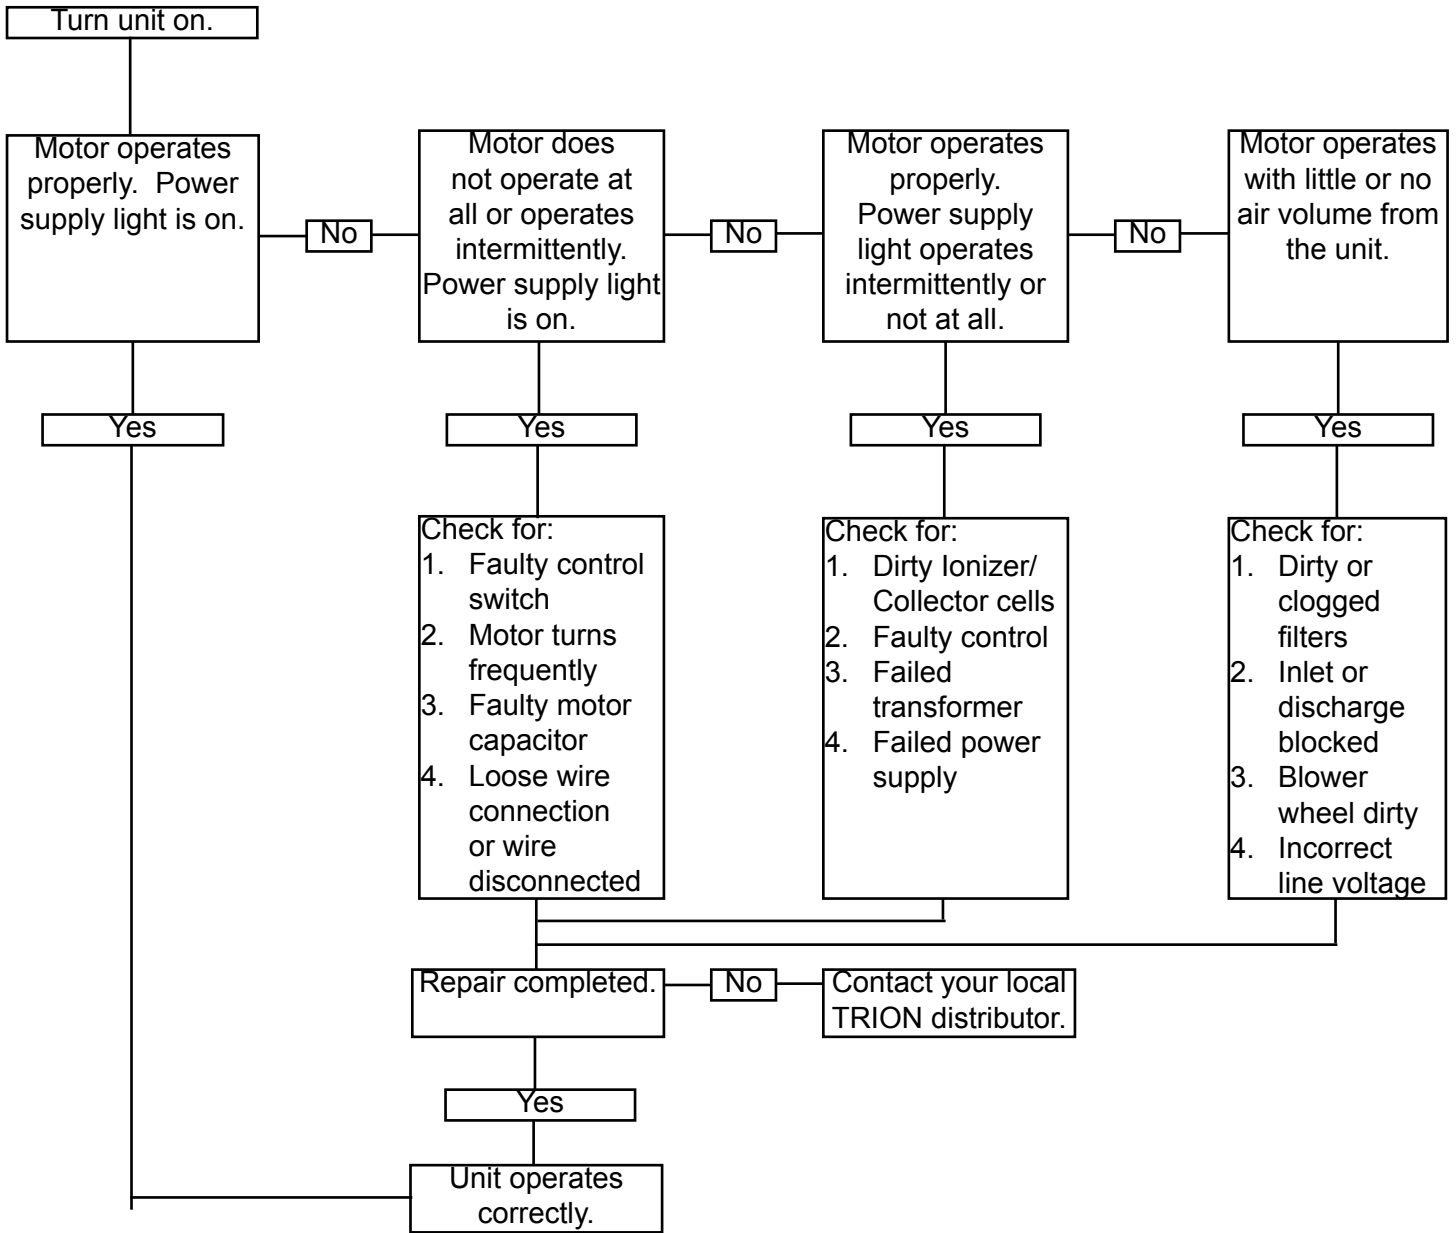 Turn unit on.
Motor operates
properly.  Power
supply light is on.
No
Motor does
not operate at
all or operates
intermittently.
Power supply light
is on.
No
Motor operates
properly.
Power supply
light operates
intermittently or
not at all.
No
Motor operates
with little or no
air volume from
the unit.
Yes
Yes
Yes
Yes
Check for:
1. Faulty control
switch
2. Motor turns
frequently
3. Faulty motor
capacitor
4. Loose wire
connection
or wire
disconnected
Check for:
1. Dirty Ionizer/
Collector cells
2. Faulty control
3. Failed
transformer
4. Failed power
supply
Check for:
1. Dirty or
clogged
filters
2. Inlet or
discharge
blocked
3. Blower
wheel dirty
4. Incorrect
line voltage
Repair completed.
No
Contact your local
TRION distributor.
Yes
Unit operates
correctly.